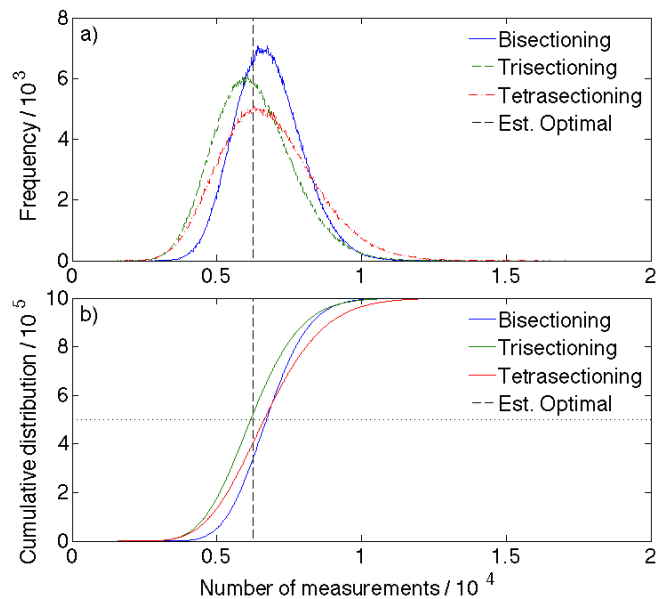 a)
Bisectioning
Trisectioning
Tetrasectioning
Est. Optimal
Frequency / 10^3
8
6
4
2
0
0 0.5 1 1.5 2
b)
Bisectioning
Trisectioning
Tetrasectioning
Est. Optimal
Cumulative distribution / 10^5
10
8
6
4
2
0
0 0.5 1 1.5 2
Number of measurements / 10^4